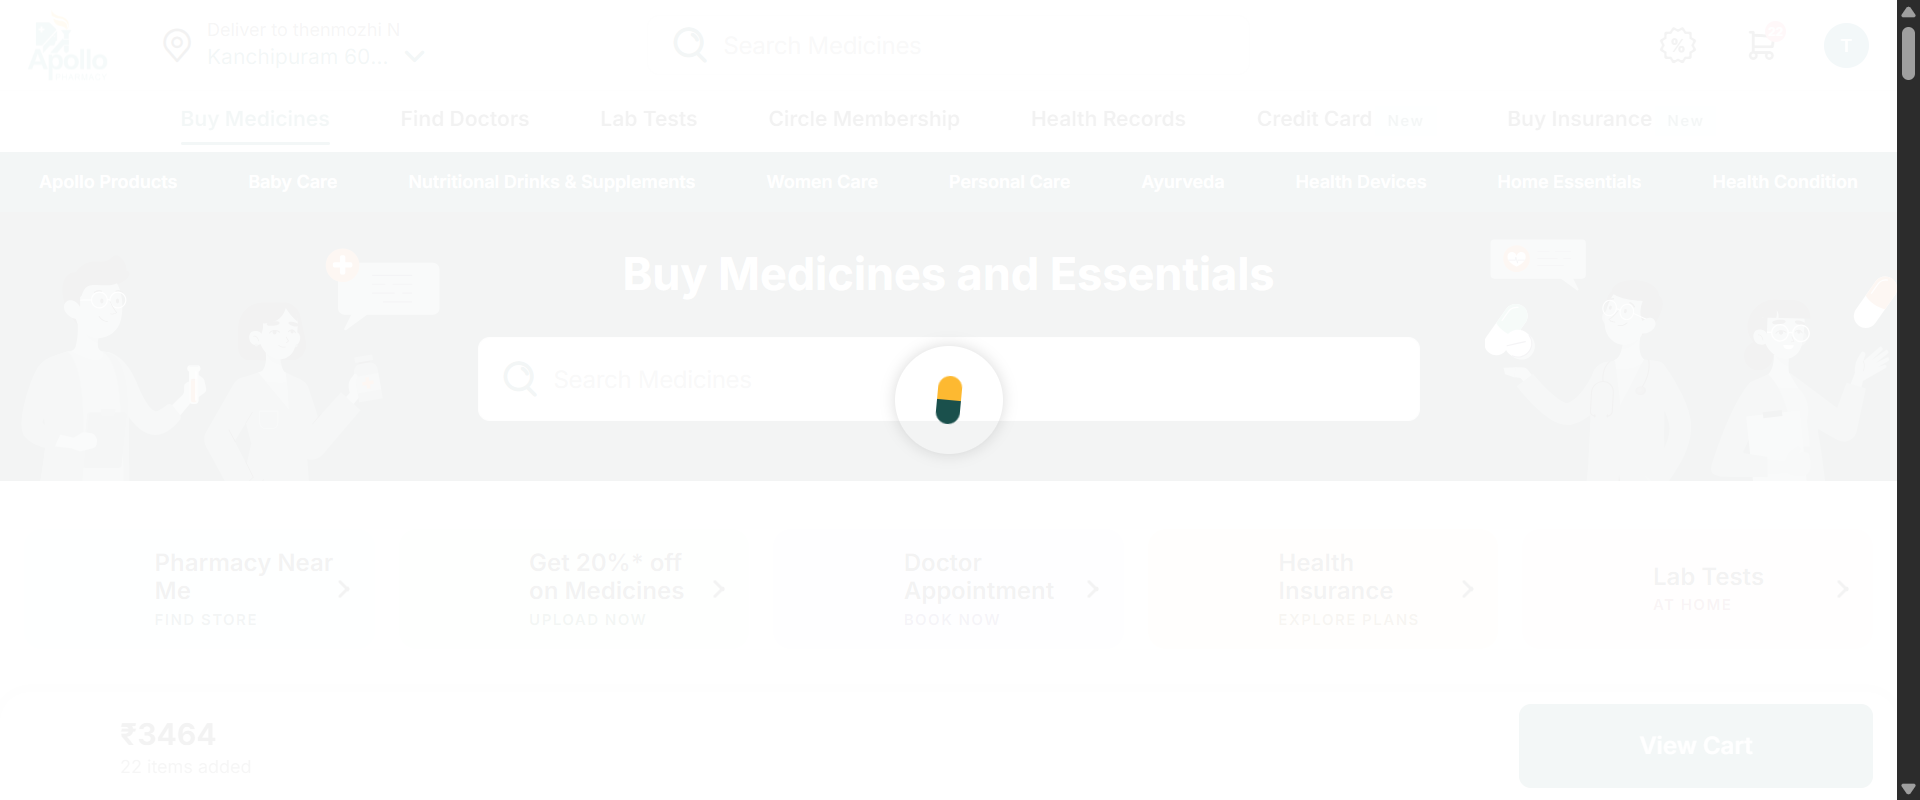 Apollo
Deliver to thenmozhi N
Kanchipuram 60...
Search Medicines
T
Buy Medicines
Find Doctors
Lab Tests
Circle Membership
Health Records
Credit Card New
Buy Insurance New
Apollo Products
Baby Care
Nutritional Drinks & Supplements
Women Care
Personal Care
Ayurveda
Health Devices
Home Essentials
Health Condition
Buy Medicines and Essentials
Search Medicines
Pharmacy Near
Me
FIND STORE
Get 20%* off
on Medicines
UPLOAD NOW
Doctor
Appointment
BOOK NOW
Health
Insurance
EXPLORE PLANS
Lab Tests
AT HOME
₹3464
22 Items added
View Cart